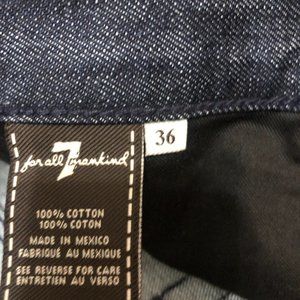 7
for all mankind
36
100% COTTON
100% COTON
MADE IN MEXICO
FABRIQUÉ AU MEXIQUE
SEE REVERSE FOR CARE
ENTRETIEN AU VERSO